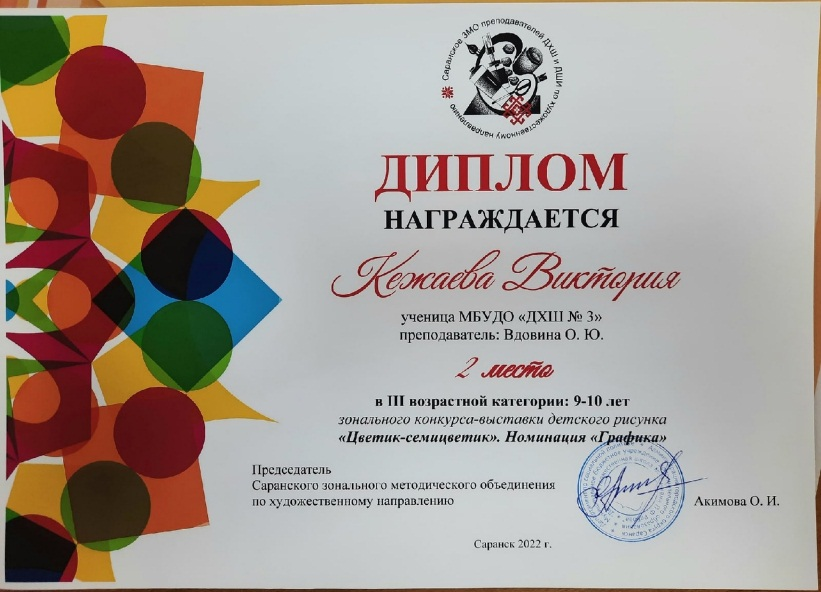 Саранское ЗМО преподавателей ДХШ и ДШИ по художественному направлению
ДИПЛОМ
НАГРАЖДАЕТСЯ
Кежаева Виктория
ученица МБУДО «ДХШ № 3»
преподаватель: Вдовина О. Ю.
2 место
в III возрастной категории: 9-10 лет
зонального конкурса-выставки детского рисунка
«Цветик-семицветик». Номинация «Графика»
Председатель
Саранского зонального методического объединения
по художественному направлению
Акимова О. И.
Саранск 2022 г.